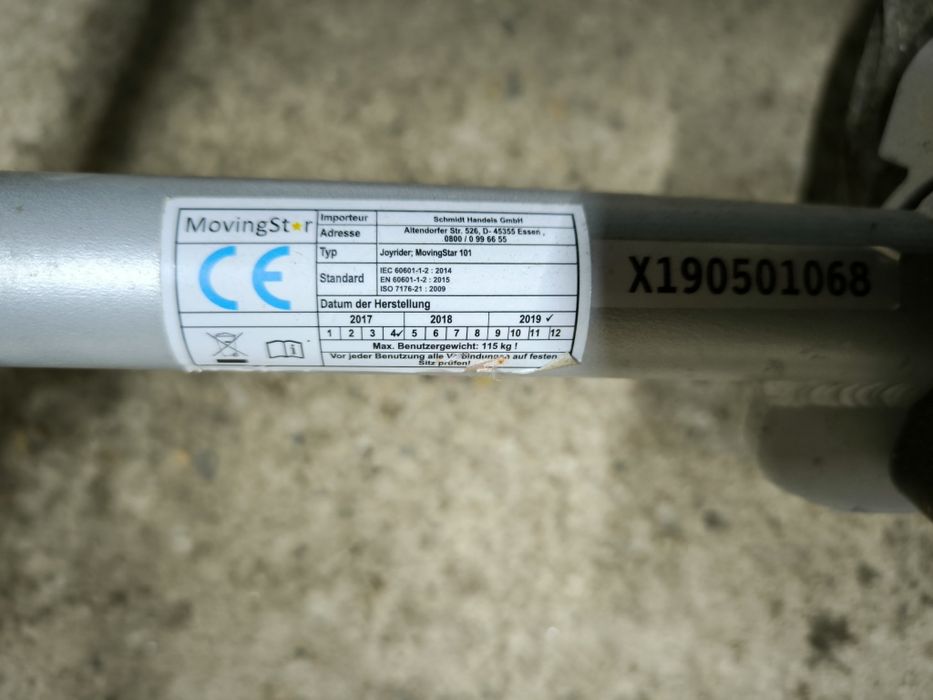 MovingStar
CE
Importeur Schmidt Handels GmbH
Adresse Altendorfer Str. 526, D- 45355 Essen ,
0800 / 0 99 66 55
Typ Joyrider; MovingStar 101
Standard IEC 60601-1-2 : 2014
EN 60601-1-2 : 2015
ISO 7176-21 : 2009
Datum der Herstellung
2017 2018 2019 ✓
1 2 3 4✓ 5 6 7 8 9 10 11 12
Max. Benutzergewicht: 115 kg !
Vor jeder Benutzung alle Verbindungen auf festen
Sitz prüfen!
X190501068